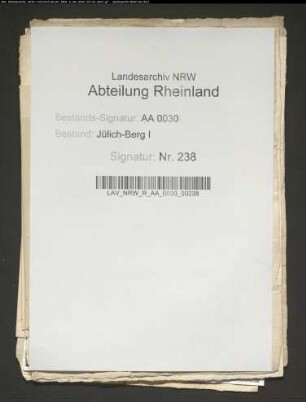 Landesarchiv NRW
Abteilung Rheinland
Bestands-Signatur: AA 0030
Bestand: Jülich-Berg I
Signatur: Nr. 238
LAV_NRW_R_AA_0030_00238